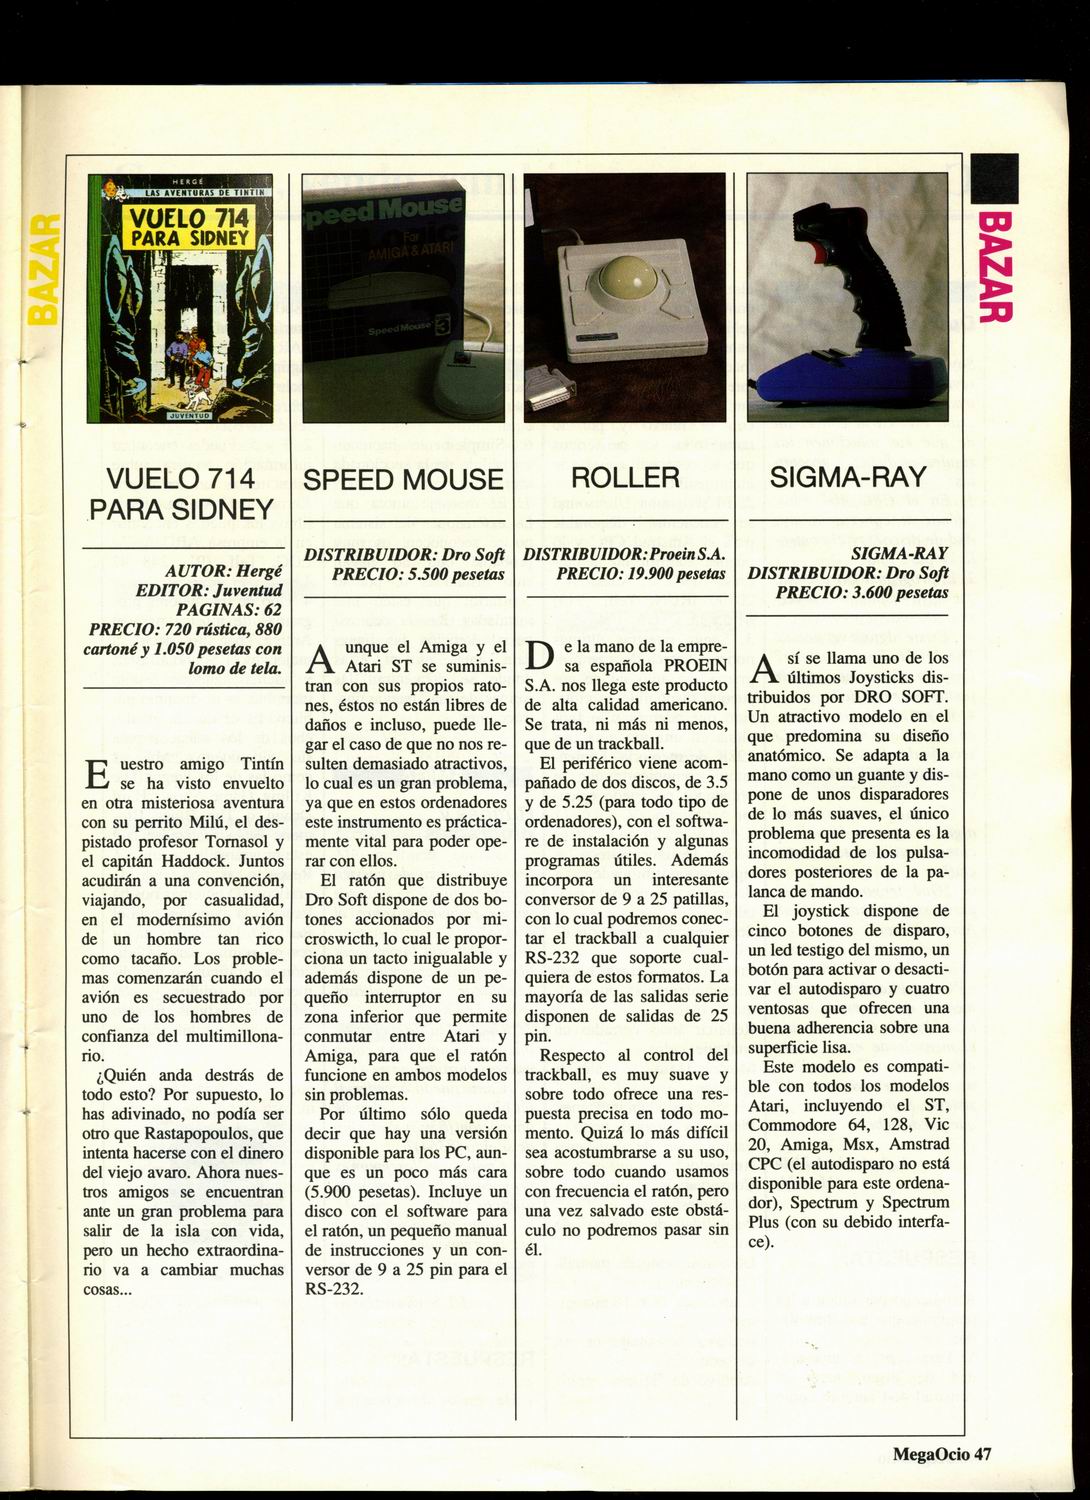 BAZAR
BAZAR
HERGÉ
LAS AVENTURAS DE TINTIN
VUELO 714
PARA SIDNEY
JUVENTUD
Speed Mouse
For
AMIGA & ATARI
Speed Mouse
3
VUELO 714
PARA SIDNEY
AUTOR: Hergé
EDITOR: Juventud
PAGINAS: 62
PRECIO: 720 rústica, 880
cartoné y 1.050 pesetas con
lomo de tela.
Euestro amigo Tintín
se ha visto envuelto
en otra misteriosa aventura
con su perrito Milú, el des-
pistado profesor Tornasol y
el capitán Haddock. Juntos
acudirán a una convención,
viajando, por casualidad,
en el modernísimo avión
de un hombre tan rico
como tacaño. Los proble-
mas comenzarán cuando el
avión es secuestrado por
uno de los hombres de
confianza del multimillona-
rio.
¿Quién anda destrás de
todo esto? Por supuesto, lo
has adivinado, no podía ser
otro que Rastapopoulos, que
intenta hacerse con el dinero
del viejo avaro. Ahora nues-
tros amigos se encuentran
ante un gran problema para
salir de la isla con vida,
pero un hecho extraordina-
rio va a cambiar muchas
cosas...
SPEED MOUSE
DISTRIBUIDOR: Dro Soft
PRECIO: 5.500 pesetas
Aunque el Amiga y el
Atari ST se suminis-
tran con sus propios rato-
nes, éstos no están libres de
daños e incluso, puede lle-
gar el caso de que no nos re-
sulten demasiado atractivos,
lo cual es un gran problema,
ya que en estos ordenadores
este instrumento es práctica-
mente vital para poder ope-
rar con ellos.
El ratón que distribuye
Dro Soft dispone de dos bo-
tones accionados por mi-
croswicth, lo cual le propor-
ciona un tacto inigualable y
además dispone de un pe-
queño interruptor en su
zona inferior que permite
conmutar entre Atari y
Amiga, para que el ratón
funcione en ambos modelos
sin problemas.
Por último sólo queda
decir que hay una versión
disponible para los PC, aun-
que es un poco más cara
(5.900 pesetas). Incluye un
disco con el software para
el ratón, un pequeño manual
de instrucciones y un con-
versor de 9 a 25 pin para el
RS-232.
ROLLER
DISTRIBUIDOR: Proein S.A.
PRECIO: 19.900 pesetas
De la mano de la empre-
sa española PROEIN
S.A. nos llega este producto
de alta calidad americano.
Se trata, ni más ni menos,
que de un trackball.
El periférico viene acom-
pañado de dos discos, de 3.5
y de 5.25 (para todo tipo de
ordenadores), con el softwa-
re de instalación y algunas
programas útiles. Además
incorpora un interesante
conversor de 9 a 25 patillas,
con lo cual podremos conec-
tar el trackball a cualquier
RS-232 que soporte cual-
quiera de estos formatos. La
mayoría de las salidas serie
disponen de salidas de 25
pin.
Respecto al control del
trackball, es muy suave y
sobre todo ofrece una res-
puesta precisa en todo mo-
mento. Quizá lo más difícil
sea acostumbrarse a su uso,
sobre todo cuando usamos
con frecuencia el ratón, pero
una vez salvado este obstá-
culo no podremos pasar sin
él.
SIGMA-RAY
SIGMA-RAY
DISTRIBUIDOR: Dro Soft
PRECIO: 3.600 pesetas
Así se llama uno de los
últimos Joysticks dis-
tribuidos por DRO SOFT.
Un atractivo modelo en el
que predomina su diseño
anatómico. Se adapta a la
mano como un guante y dis-
pone de unos disparadores
de lo más suaves, el único
problema que presenta es la
incomodidad de los pulsa-
dores posteriores de la pa-
lanca de mando.
El joystick dispone de
cinco botones de disparo,
un led testigo del mismo, un
botón para activar o desacti-
var el autodisparo y cuatro
ventosas que ofrecen una
buena adherencia sobre una
superficie lisa.
Este modelo es compati-
ble con todos los modelos
Atari, incluyendo el ST,
Commodore 64, 128, Vic
20, Amiga, Msx, Amstrad
CPC (el autodisparo no está
disponible para este ordena-
dor), Spectrum y Spectrum
Plus (con su debido interfa-
ce).
MegaOcio 47